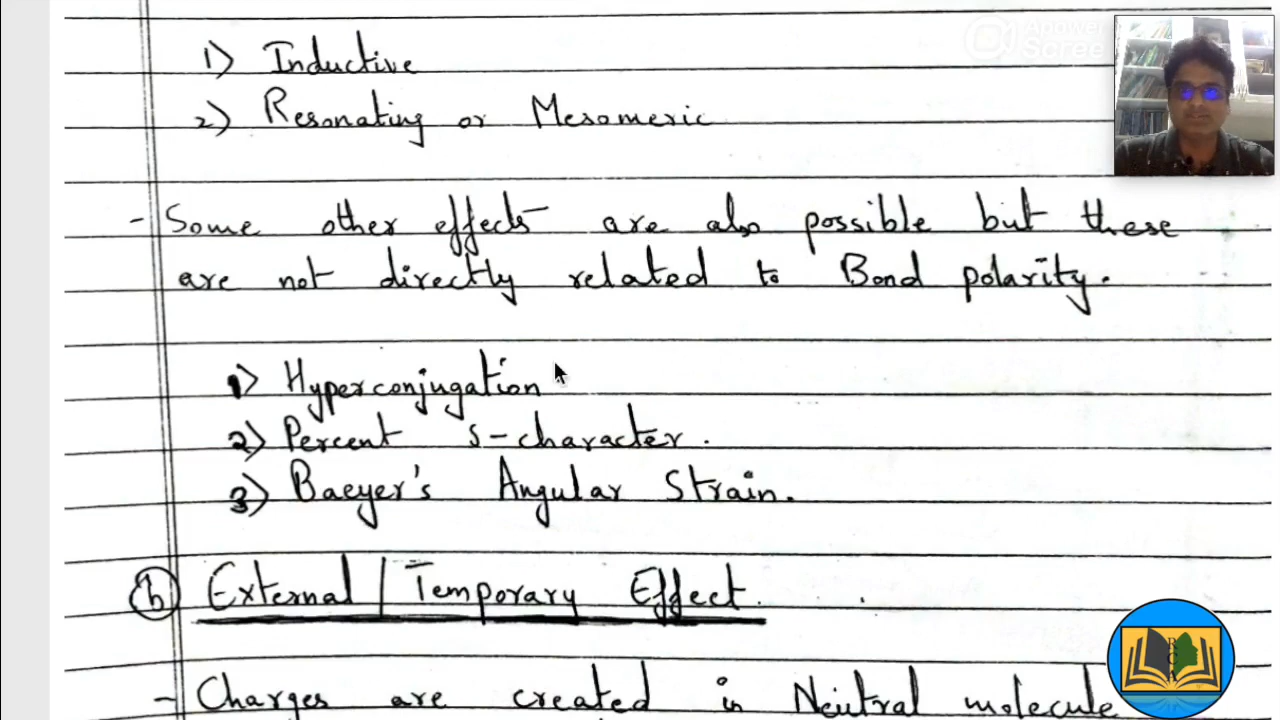 Apower
Scree
1) Inductive
2) Resonating or Mesomeric
- Some other effects are also possible but these
are not directly related to Bond polarity.
1) Hyperconjugation
2) Percent s-character.
3) Baeyer's Angular Strain.
(b) External / Temporary Effect.
- Charges are created in Neutral molecule